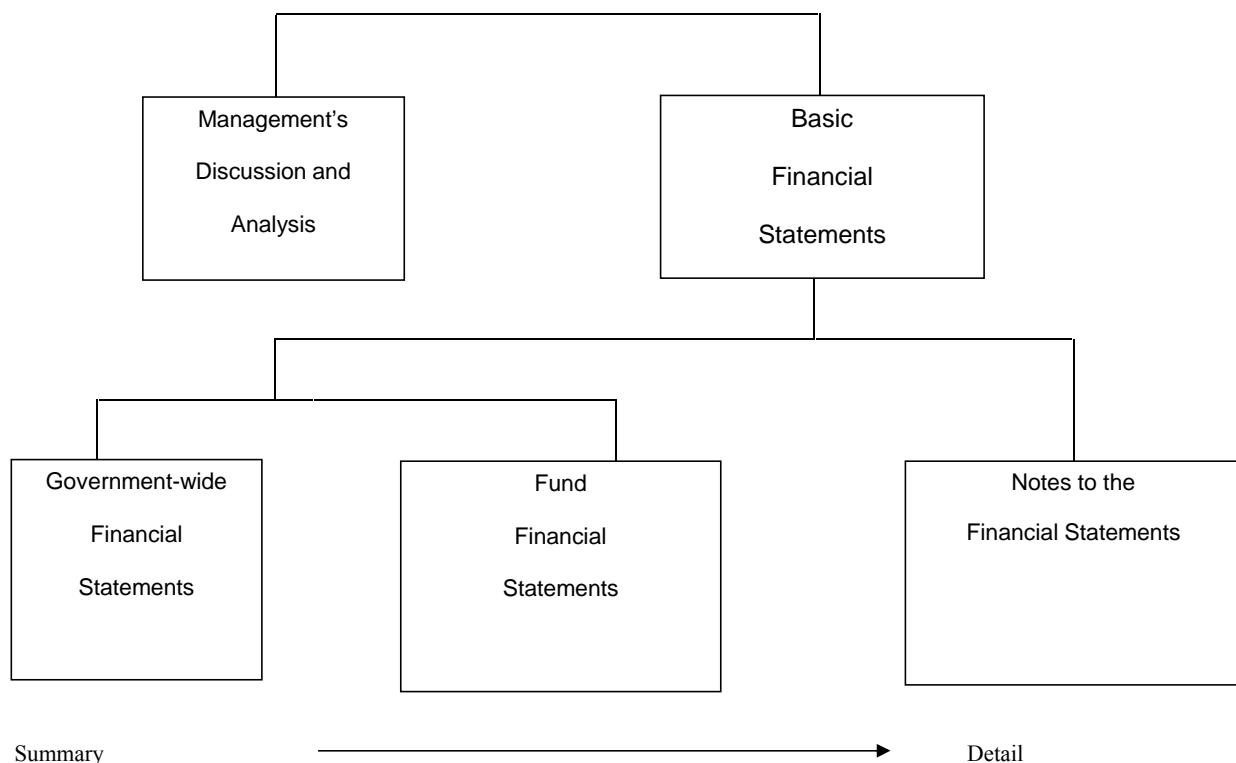 Management’s
Discussion and
Analysis
Basic
Financial
Statements
Government-wide
Financial
Statements
Fund
Financial
Statements
Notes to the
Financial Statements
Summary
Detail